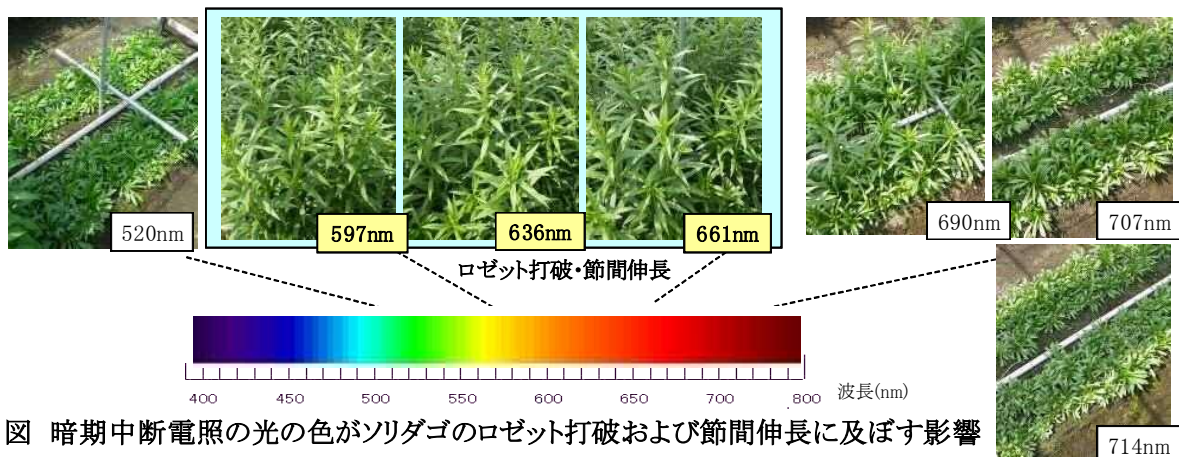 520nm
597nm
636nm
661nm
690nm
707nm
ロゼット打破・節間伸長
400 450 500 550 600 650 700 800 波長(nm)
図 暗期中断電照の光の色がソリダゴのロゼット打破および節間伸長に及ぼす影響
714nm